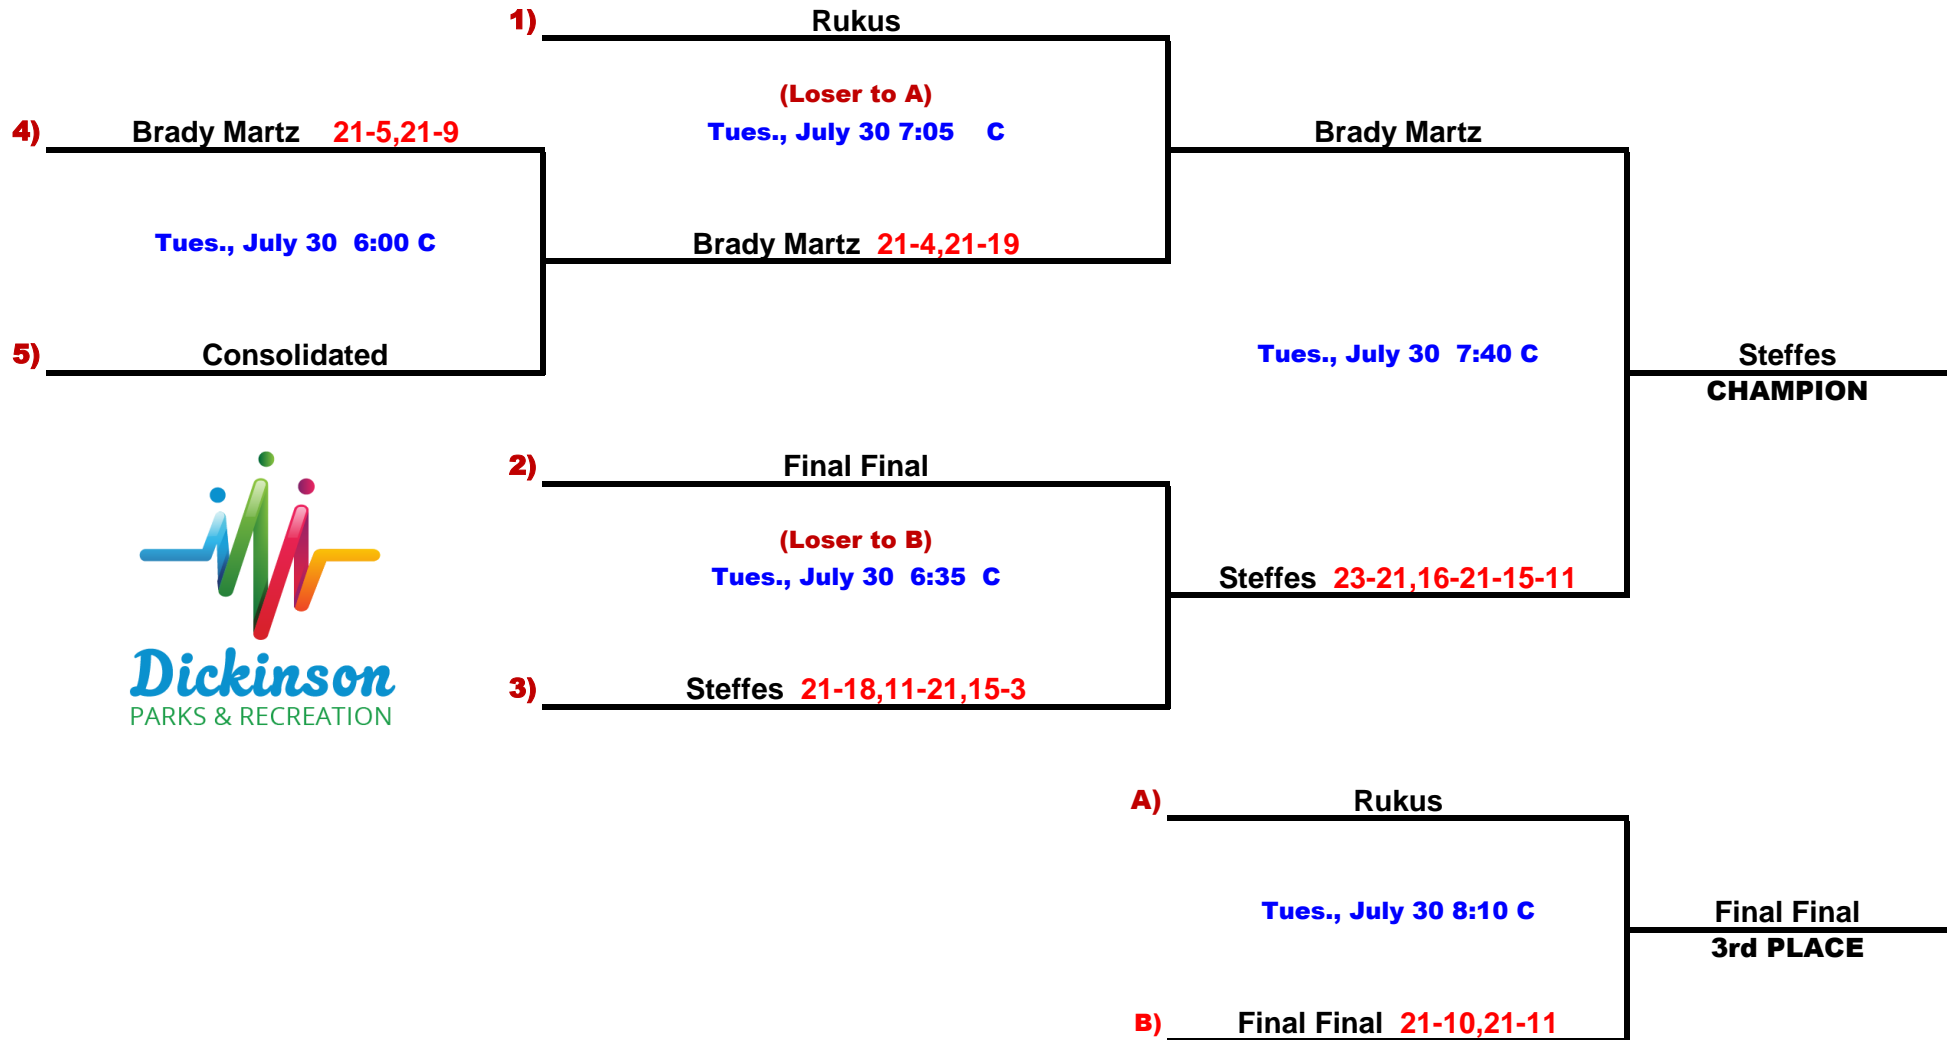 1) Rukus
(Loser to A)
4) Brady Martz 21-5,21-9
Tues., July 30 7:05 C
Brady Martz
Tues., July 30 6:00 C
Brady Martz 21-4,21-19
5) Consolidated
Tues., July 30 7:40 C
Steffes
CHAMPION
2) Final Final
(Loser to B)
Tues., July 30 6:35 C
Steffes 23-21,16-21-15-11
3) Steffes 21-18,11-21,15-3
Dickinson
PARKS & RECREATION
A) Rukus
Tues., July 30 8:10 C
Final Final
3rd PLACE
B) Final Final 21-10,21-11